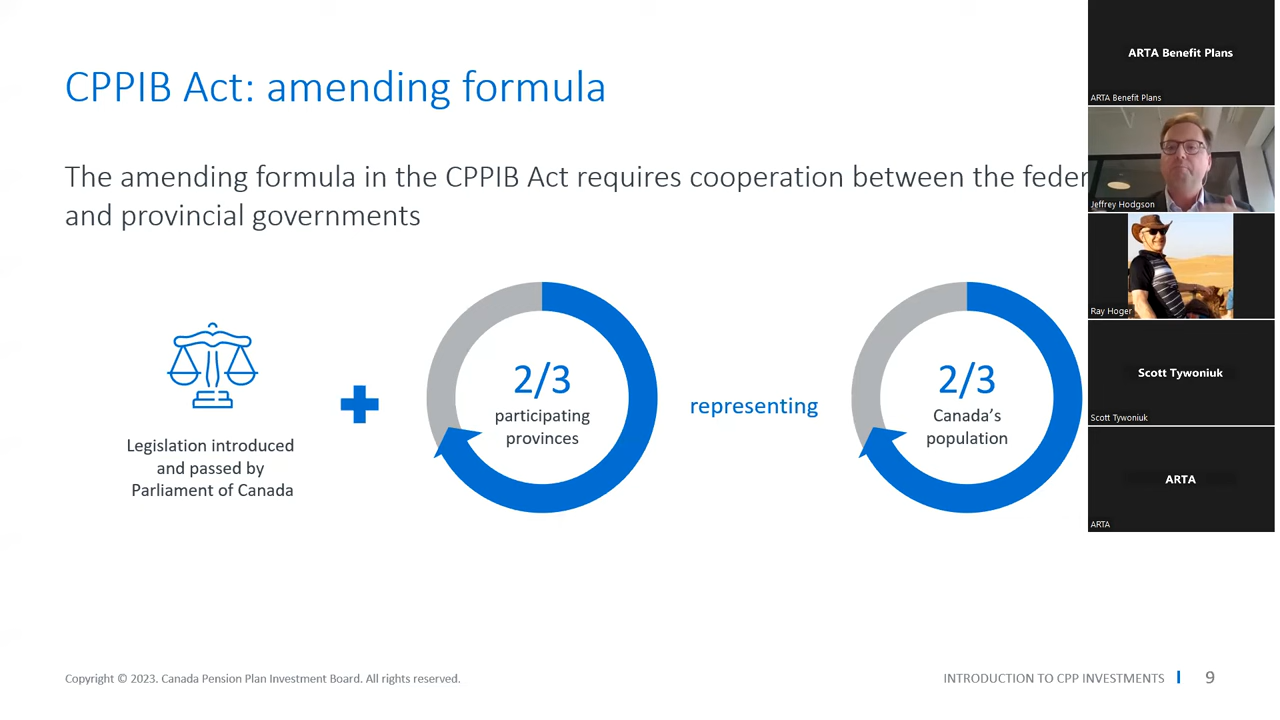 CPPIB Act: amending formula
The amending formula in the CPPIB Act requires cooperation between the feder
and provincial governments
Legislation introduced
and passed by
Parliament of Canada
2/3
participating
provinces
representing
2/3
Canada's
population
Copyright © 2023. Canada Pension Plan Investment Board. All rights reserved.
INTRODUCTION TO CPP INVESTMENTS
9
ARTA Benefit Plans
ARTA Benefit Plans
Jeffrey Hodgson
Ray Hoger
Scott Tywoniuk
Scott Tywoniuk
ARTA
ARTA